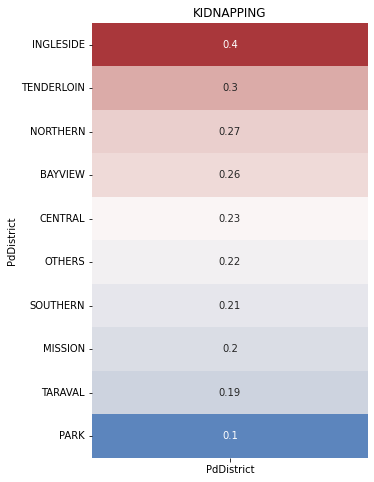 KIDNAPPING
INGLESIDE 0.4
TENDERLOIN 0.3
NORTHERN 0.27
BAYVIEW 0.26
CENTRAL 0.23
OTHERS 0.22
SOUTHERN 0.21
MISSION 0.2
TARAVAL 0.19
PARK 0.1
PdDistrict
PdDistrict